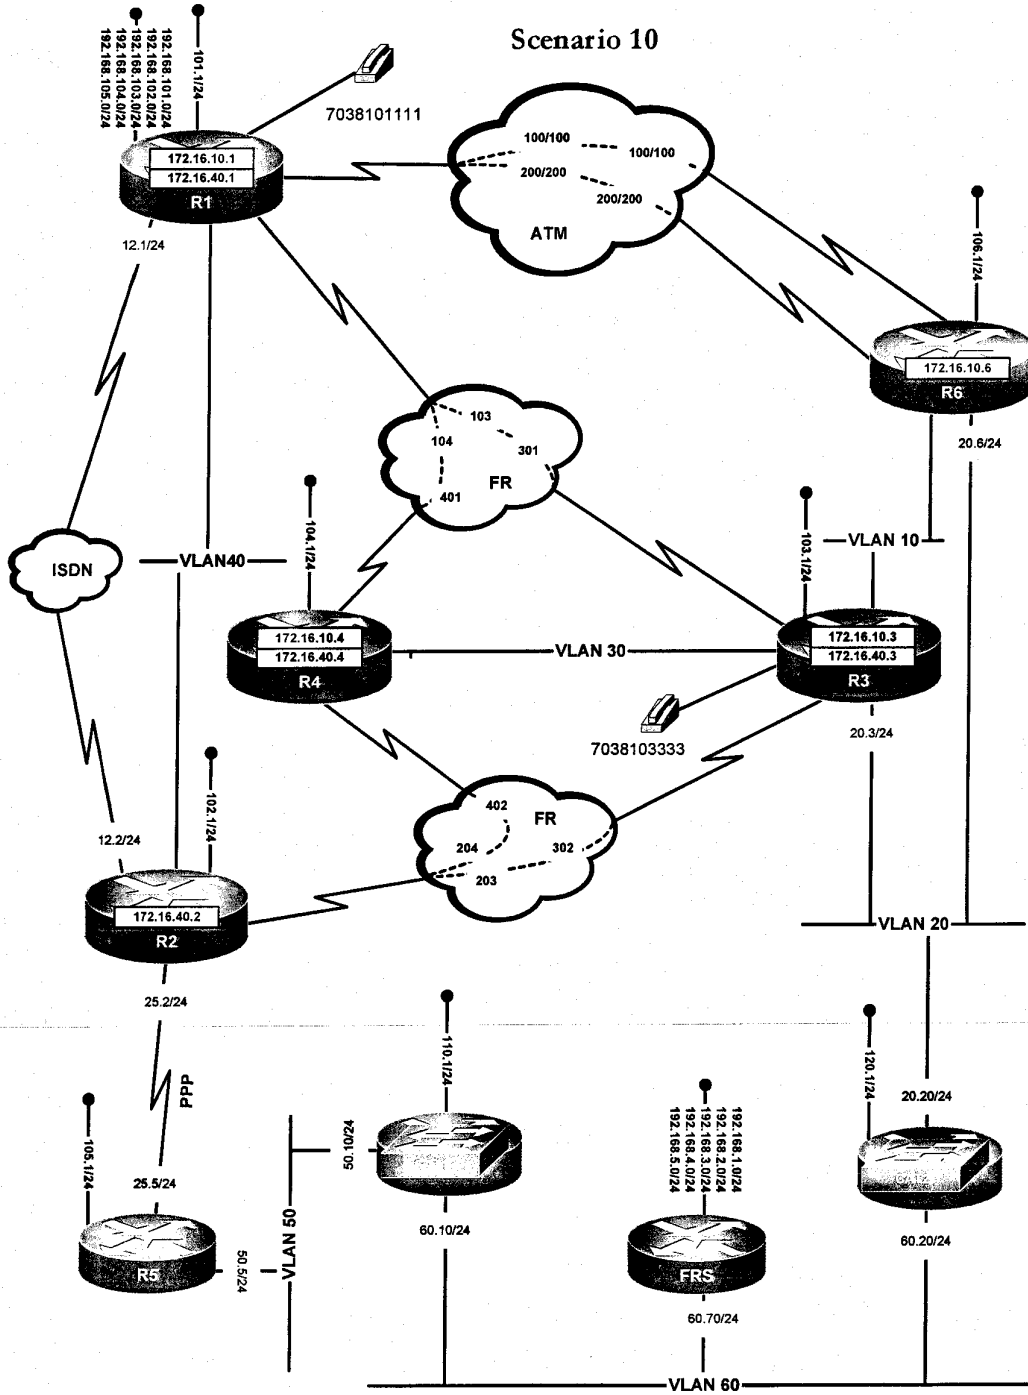 Scenario 10
192.168.101.0/24
192.168.102.0/24
192.168.103.0/24
192.168.104.0/24
192.168.105.0/24
101.1/24
7038101111
172.16.10.1
172.16.40.1
R1
100/100
100/100
200/200
200/200
ATM
12.1/24
106.1/24
172.16.10.6
R6
20.6/24
103
104
301
FR
401
104.1/24
103.1/24
VLAN 10
ISDN
VLAN40
172.16.10.4
172.16.40.4
R4
VLAN 30
172.16.10.3
172.16.40.3
R3
7038103333
20.3/24
102.1/24
402
FR
204
302
203
12.2/24
172.16.40.2
R2
VLAN 20
25.2/24
PPP
110.1/24
120.1/24
20.20/24
192.168.1.0/24
192.168.2.0/24
192.168.3.0/24
192.168.4.0/24
192.168.5.0/24
105.1/24
25.5/24
50.10/24
VLAN 50
60.10/24
60.20/24
R5
50.5/24
FRS
60.70/24
VLAN 60